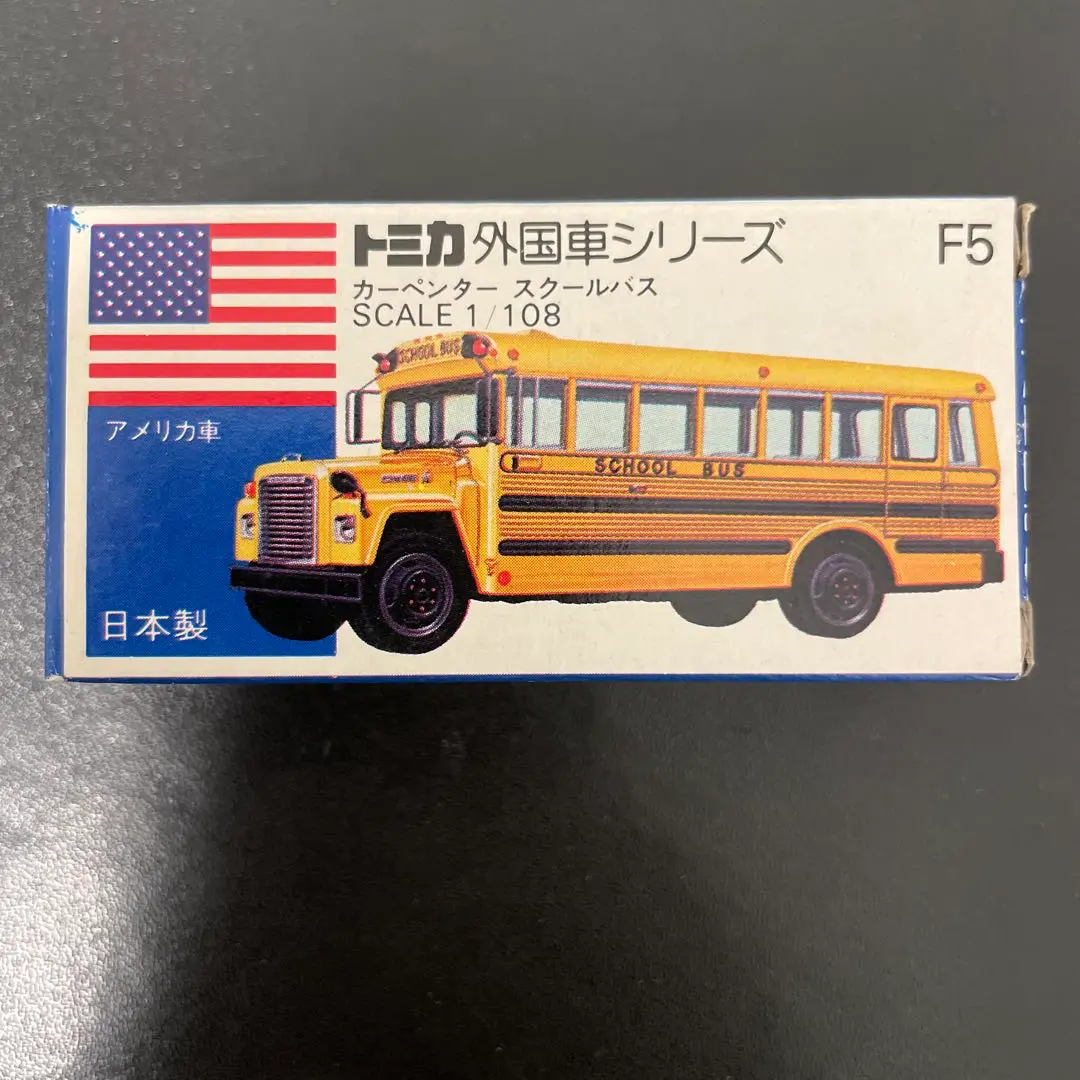 トミカ 外国車シリーズ F5
カーペンター スクールバス
SCALE 1/108
SCHOOL BUS
アメリカ車
SCHOOL BUS
日本製